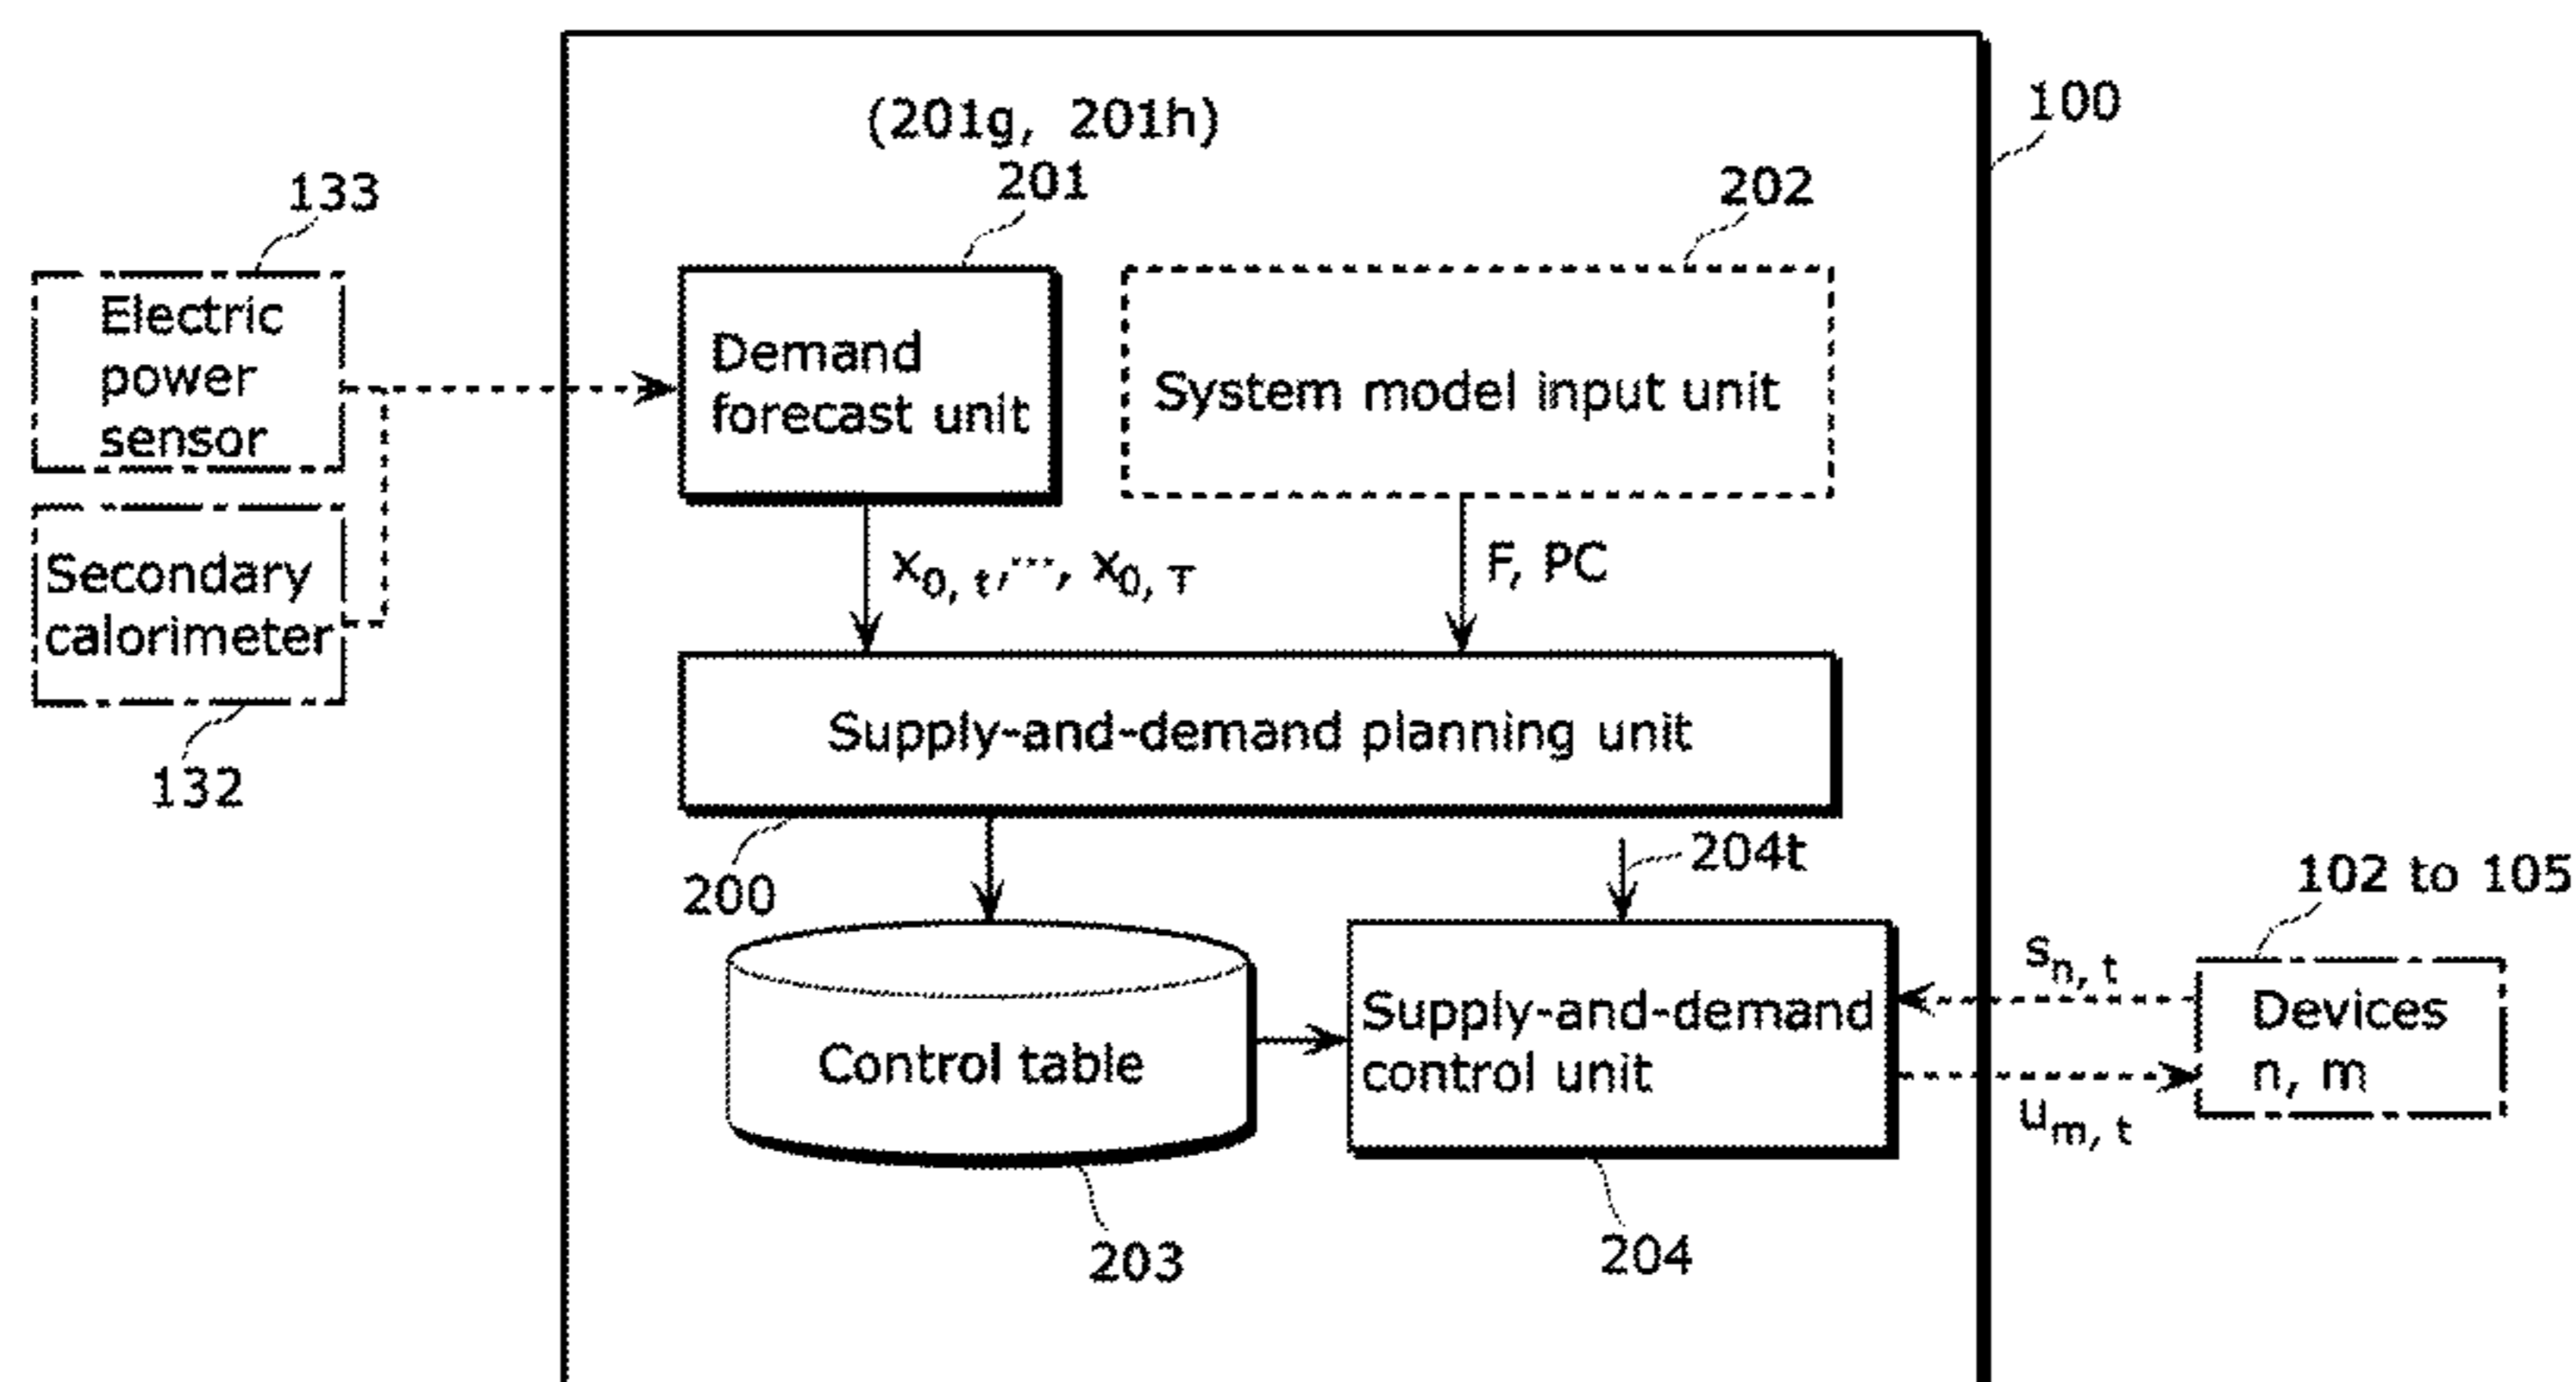 (201g, 201h)
201
100
133
202
Electric
power
sensor
Demand
forecast unit
System model input unit
Secondary
calorimeter
132
x0, t,···, x0, T
F, PC
Supply-and-demand planning unit
200
204t
102 to 105
Control table
Supply-and-demand
control unit
sn, t
um, t
Devices
n, m
203
204